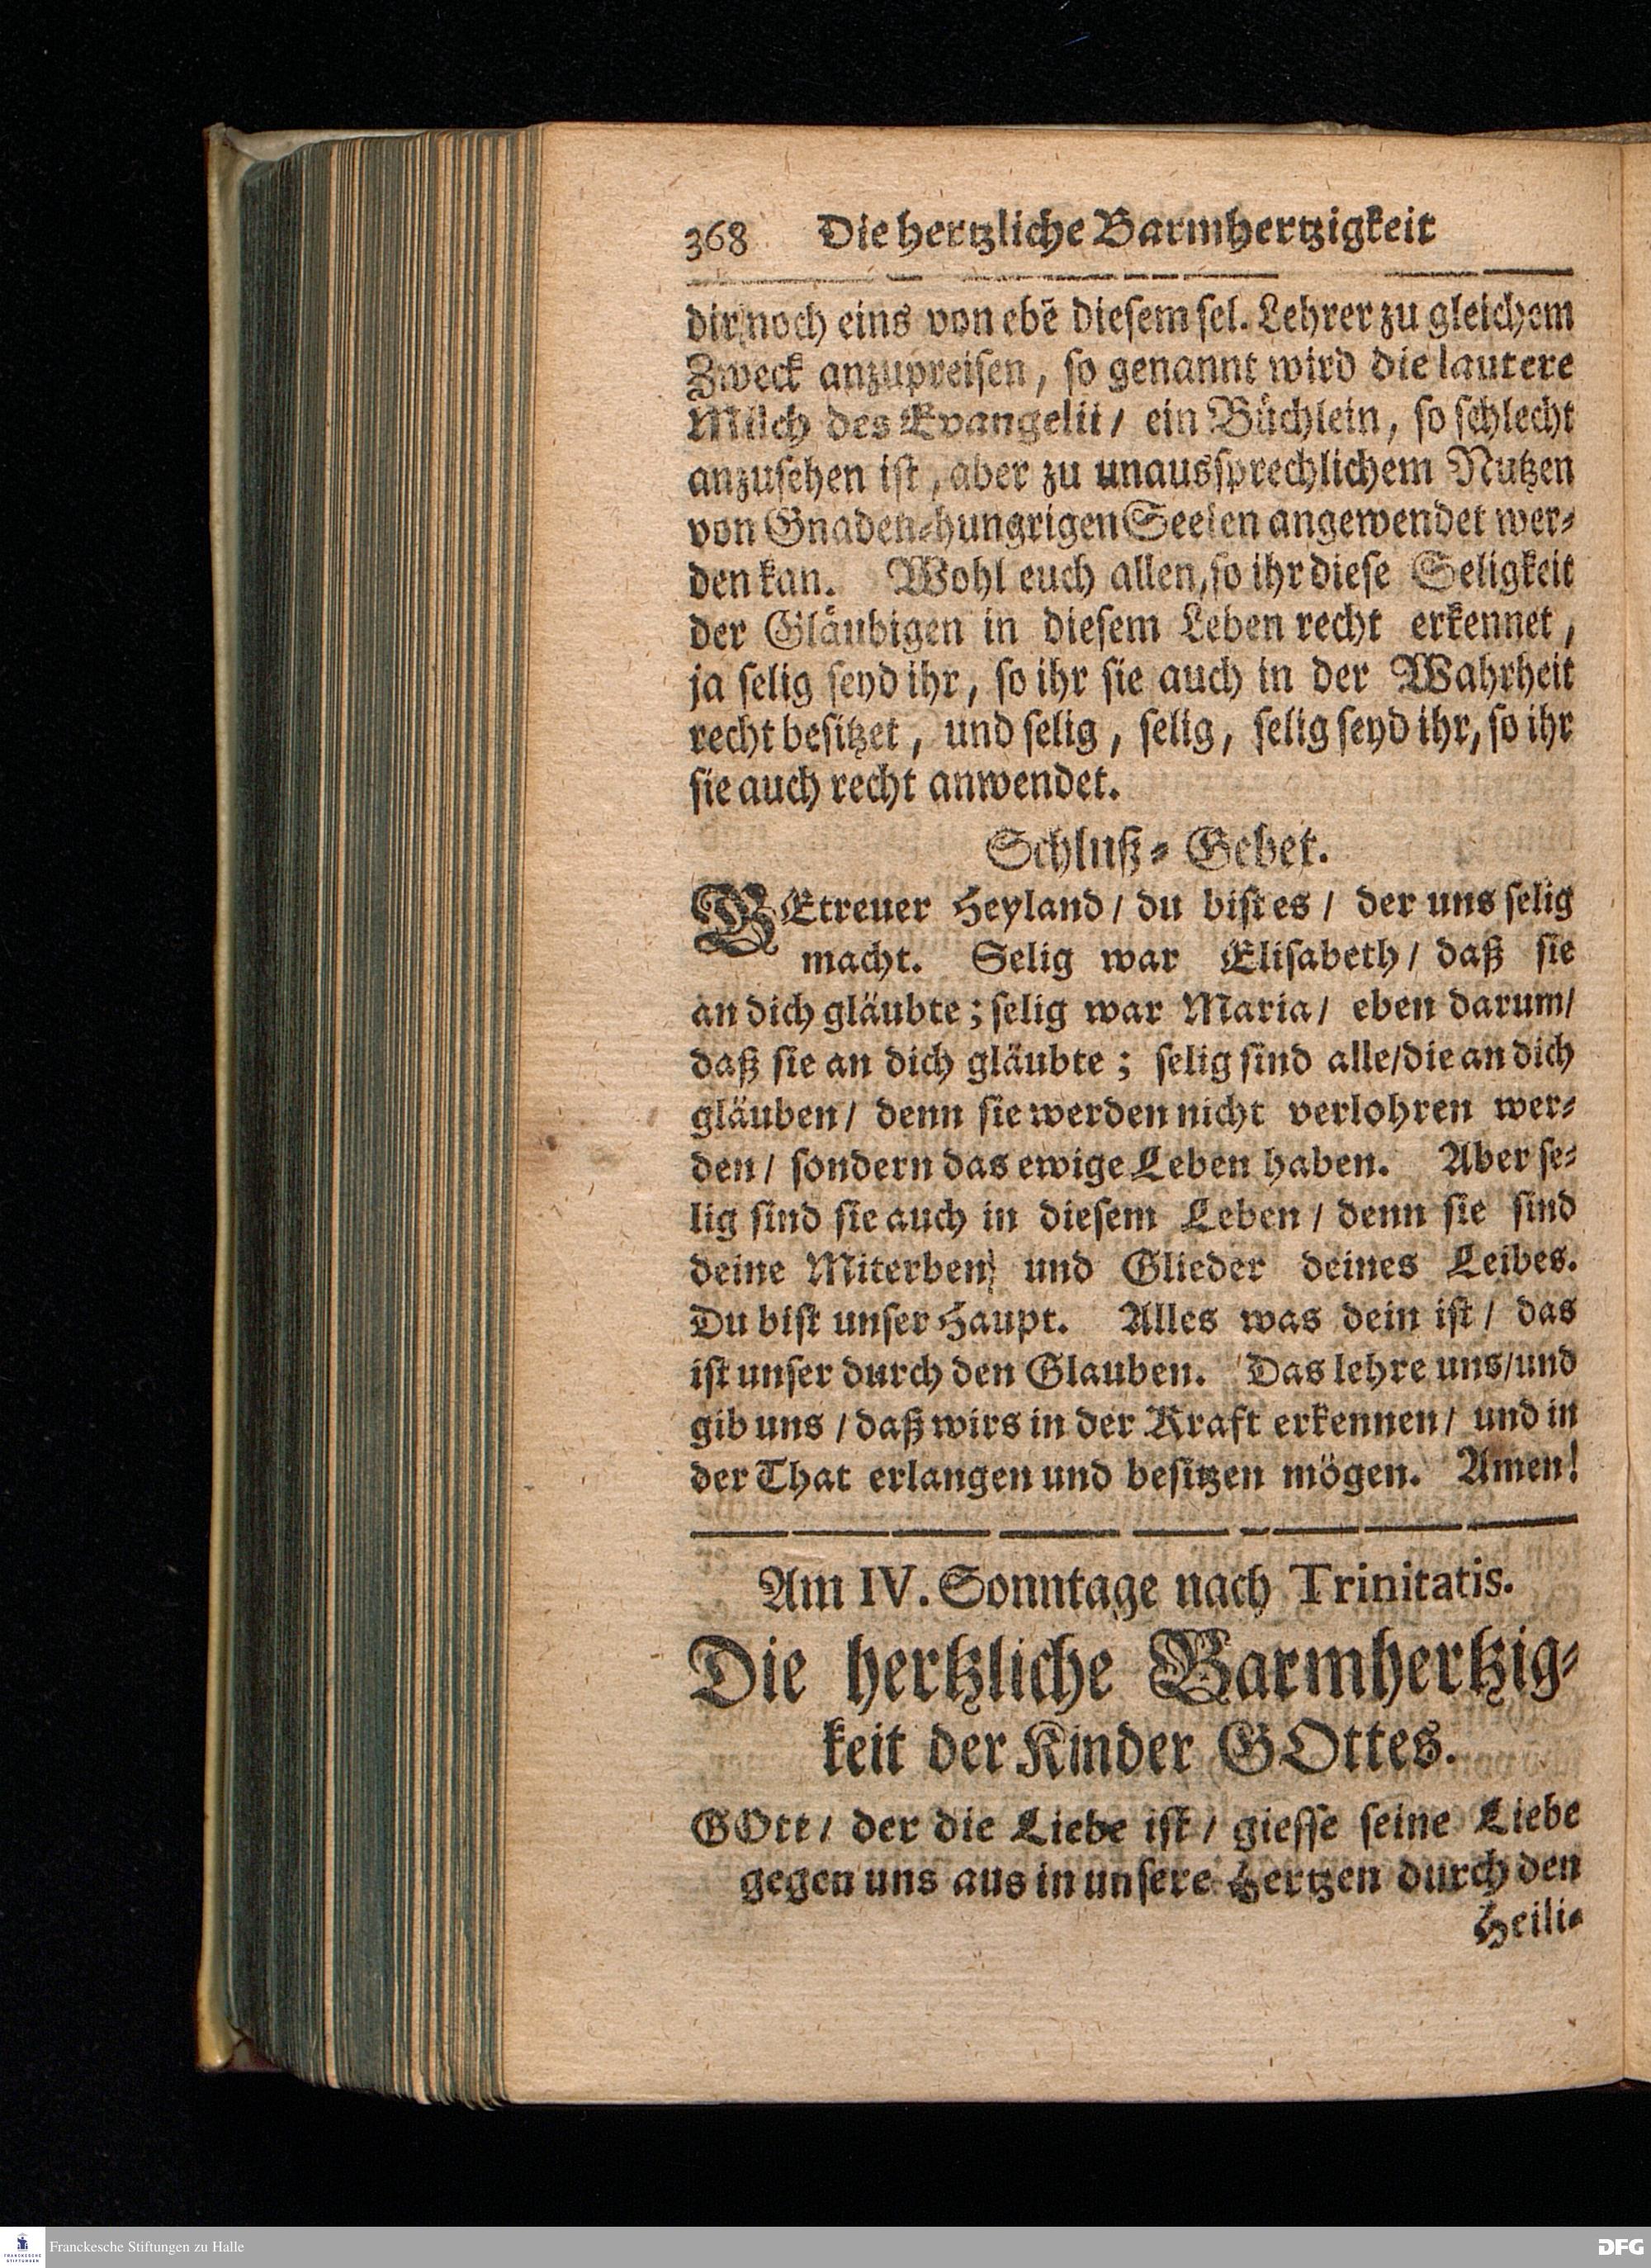 368 Die hertzliche Barmhertzigkeit
dir noch eins von ebē diesem sel. Lehrer zu gleichem
Zweck anzupreisen, so genannt wird die lautere
Milch des Evangelii/ ein Büchlein, so schlecht
anzusehen ist, aber zu unaussprechlichem Nutzen
von Gnaden-hungrigen Seelen angewendet wer-
den kan. Wohl euch allen, so ihr diese Seligkeit
der Gläubigen in diesem Leben recht erkennet,
ja selig seyd ihr, so ihr sie auch in der Wahrheit
recht besitzet, und selig, selig, selig seyd ihr, so ihr
sie auch recht anwendet.
Schluß-Gebet.
GEtreuer Heyland/ du bist es/ der uns selig
macht. Selig war Elisabeth/ daß sie
an dich gläubte; selig war Maria/ eben darum/
daß sie an dich gläubte; selig sind alle/die an dich
gläuben/ denn sie werden nicht verlohren wer-
den/ sondern das ewige Leben haben. Aber se-
lig sind sie auch in diesem Leben/ denn sie sind
deine Miterben und Glieder deines Leibes.
Du bist unser Haupt. Alles was dein ist/ das
ist unser durch den Glauben. Das lehre uns/und
gib uns/ daß wirs in der Kraft erkennen/ und in
der That erlangen und besitzen mögen. Amen!
Am IV. Sonntage nach Trinitatis.
Die hertzliche Barmhertzig-
keit der Kinder GOttes.
GOtt/ der die Liebe ist/ giesse seine Liebe
gegen uns aus in unsere Hertzen durch den
Heili-
FRANCKESCHE STIFTUNGEN
Franckesche Stiftungen zu Halle
DFG